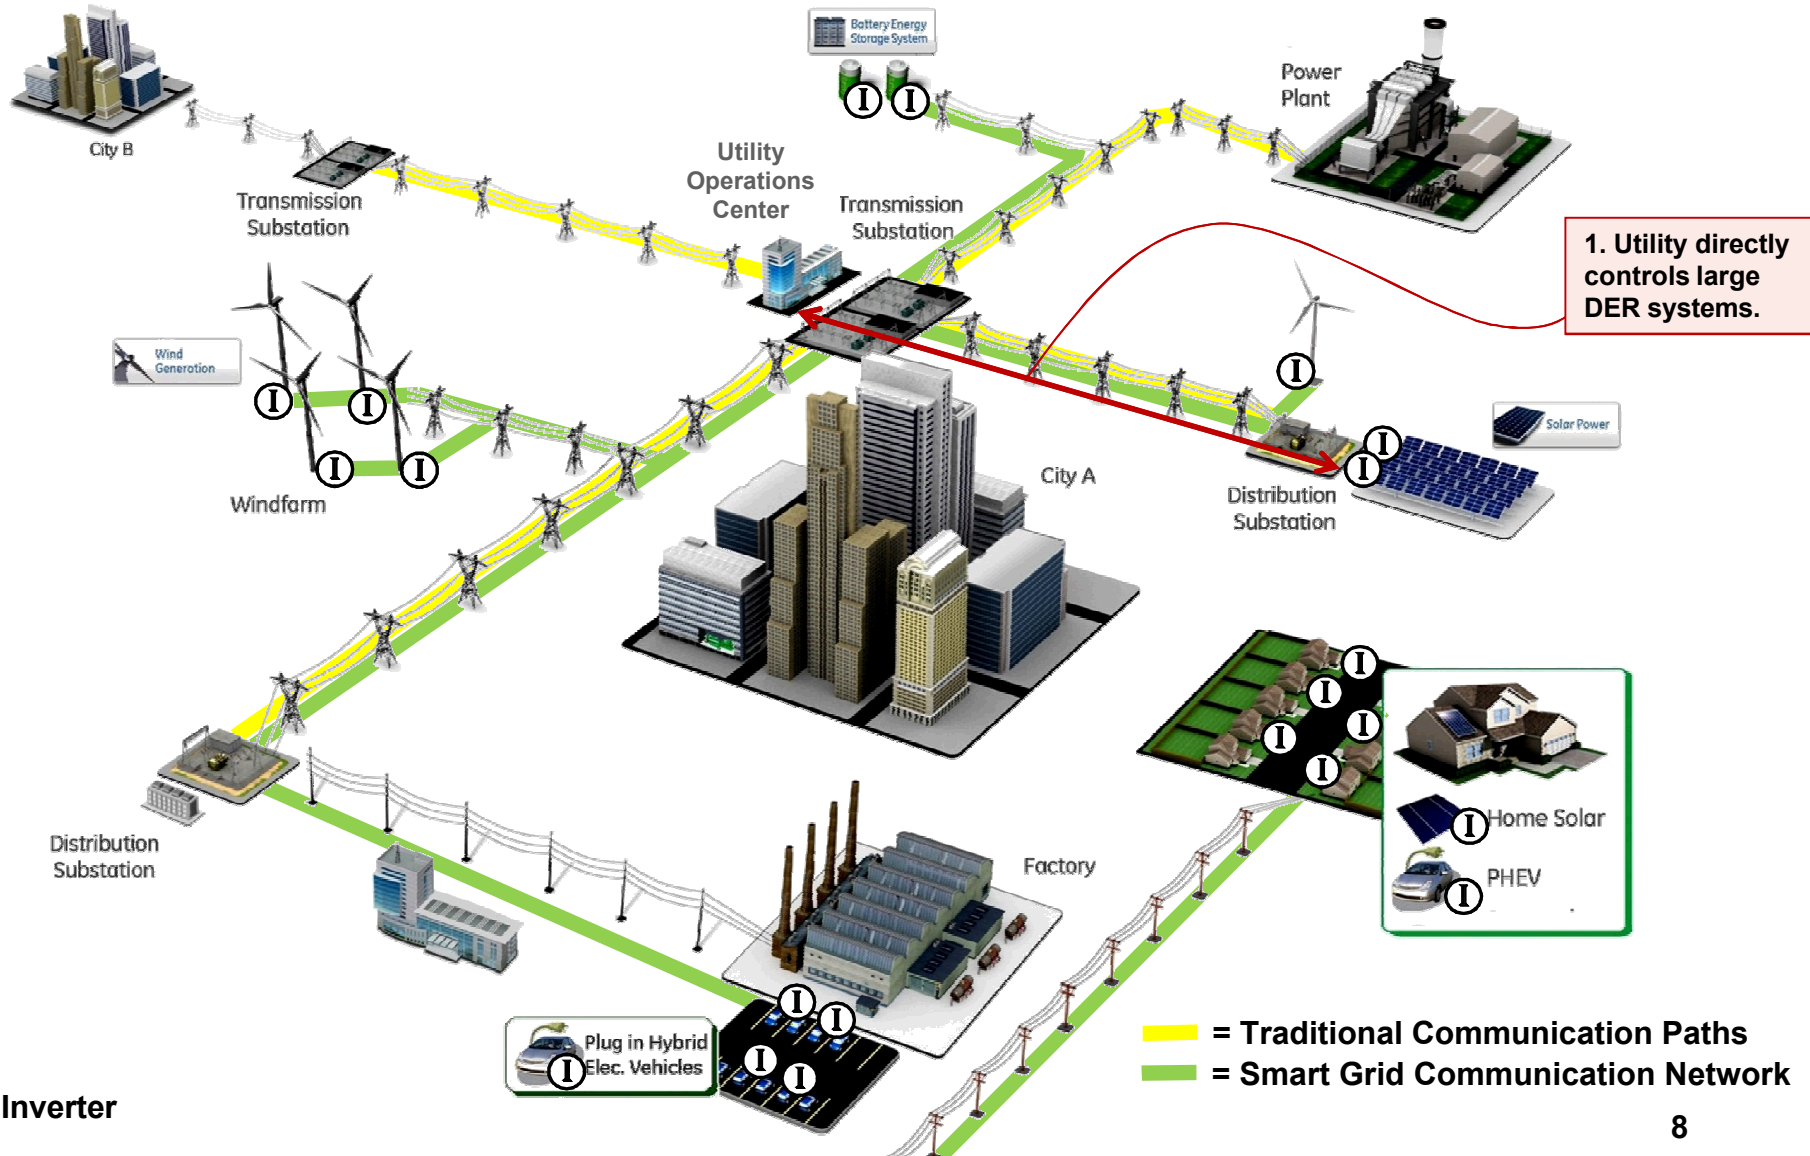 Battery Energy
Storage System
Power
Plant
City B
Utility
Operations
Center
Transmission
Substation
Transmission
Substation
1. Utility directly
controls large
DER systems.
Wind
Generation
I
I
I
I
I
I
I
Solar Power
I
I
Windfarm
City A
Distribution
Substation
I
I
I
I
I
Home Solar
I
PHEV
I
Distribution
Substation
Factory
I
I
I
I
Plug in Hybrid
Elec. Vehicles
I
= Traditional Communication Paths
= Smart Grid Communication Network
Inverter
8